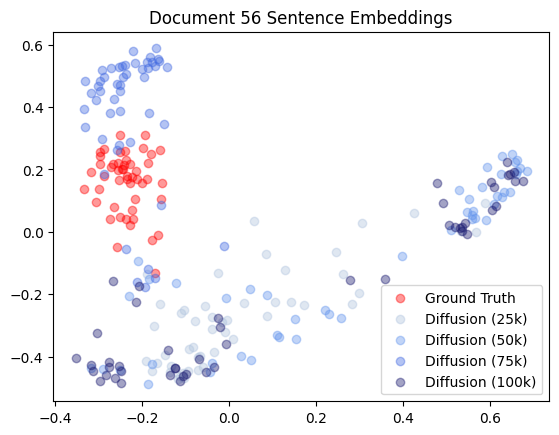 Document 56 Sentence Embeddings
0.6
0.4
0.2
0.0
−0.2
−0.4
−0.4
−0.2
0.0
0.2
0.4
0.6
Ground Truth
Diffusion (25k)
Diffusion (50k)
Diffusion (75k)
Diffusion (100k)